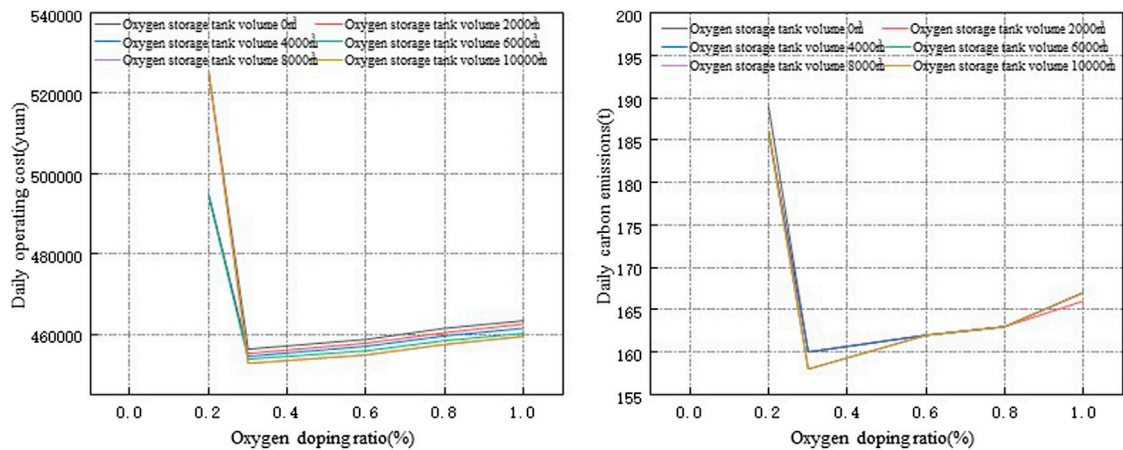 540000
520000
500000
480000
460000
Daily operating cost(yuan)
Oxygen storage tank volume 0m³ Oxygen storage tank volume 2000m³
Oxygen storage tank volume 4000m³ Oxygen storage tank volume 6000m³
Oxygen storage tank volume 8000m³ Oxygen storage tank volume 10000m³
0.0 0.2 0.4 0.6 0.8 1.0
Oxygen doping ratio(%)
200
195
190
185
180
175
170
165
160
155
Daily carbon emissions(t)
Oxygen storage tank volume 0m³ Oxygen storage tank volume 2000m³
Oxygen storage tank volume 4000m³ Oxygen storage tank volume 6000m³
Oxygen storage tank volume 8000m³ Oxygen storage tank volume 10000m³
0.0 0.2 0.4 0.6 0.8 1.0
Oxygen doping ratio(%)